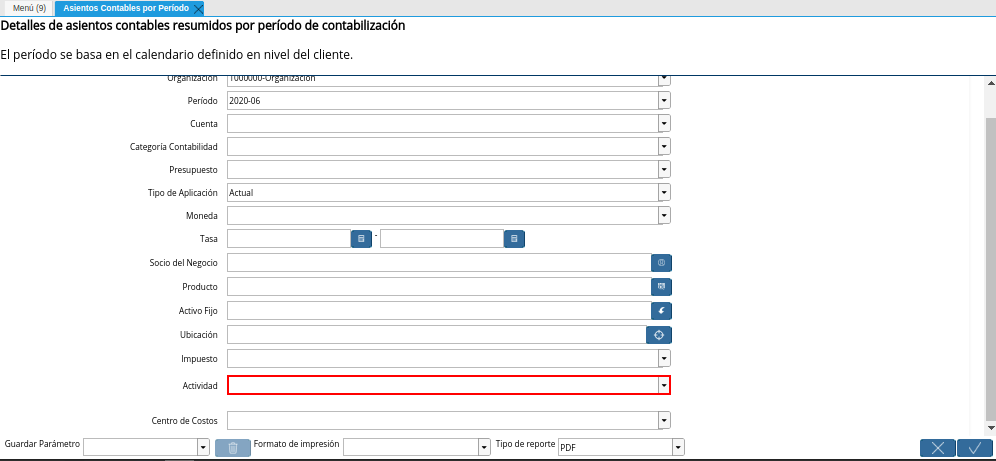 Menú (9) Asientos Contables por Período
Detalles de asientos contables resumidos por período de contabilización
El período se basa en el calendario definido en nivel del cliente.
Organización 1000000-Organización
Período 2020-06
Cuenta
Categoría Contabilidad
Presupuesto
Tipo de Aplicación Actual
Moneda
Tasa -
Socio del Negocio
Producto
Activo Fijo
Ubicación
Impuesto
Actividad
Centro de Costos
Guardar Parámetro Formato de impresión Tipo de reporte PDF